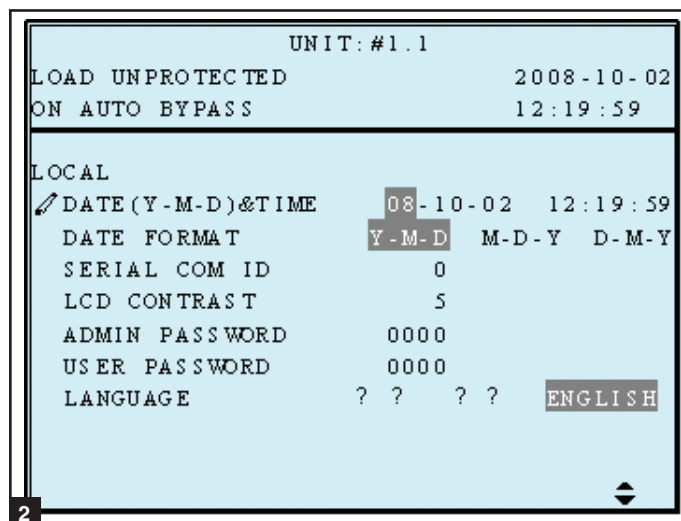 UNIT:#1.1
LOAD UNPROTECTED 2008-10-02
ON AUTO BYPASS 12:19:59
LOCAL
DATE(Y-M-D)&TIME 08-10-02 12:19:59
DATE FORMAT Y-M-D M-D-Y D-M-Y
SERIAL COM ID 0
LCD CONTRAST 5
ADMIN PASSWORD 0000
USER PASSWORD 0000
LANGUAGE ? ? ? ? ENGLISH
2